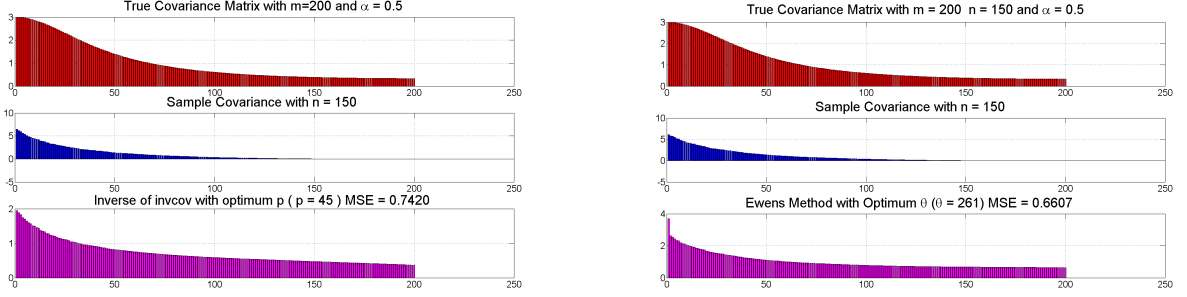 True Covariance Matrix with m=200 and α = 0.5
3
2
1
0
0 50 100 150 200 250
Sample Covariance with n = 150
10
5
0
-5
0 50 100 150 200 250
Inverse of invcov with optimum p ( p = 45 ) MSE = 0.7420
2
1
0
0 50 100 150 200 250
True Covariance Matrix with m = 200 n = 150 and α = 0.5
3
2
1
0
0 50 100 150 200 250
Sample Covariance with n = 150
10
5
0
-5
0 50 100 150 200 250
Ewens Method with Optimum θ (θ = 261) MSE = 0.6607
4
2
0
0 50 100 150 200 250